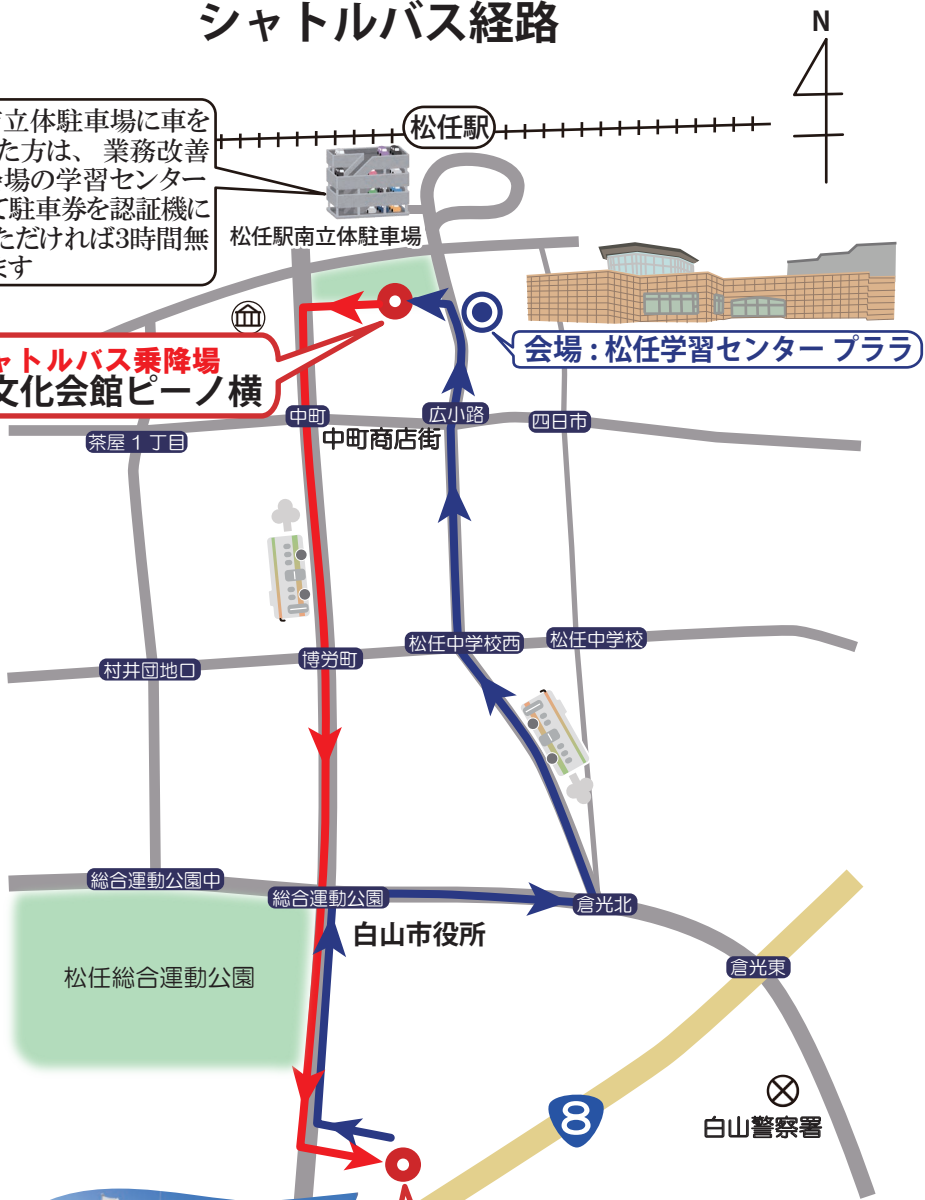 シャトルバス経路
N
立体駐車場に車を
た方は、業務改善
場の学習センター
て駐車券を認証機に
ただければ3時間無
ます
松任駅
松任駅南立体駐車場
ャトルバス乗降場
文化会館ピーノ横
会場：松任学習センター プララ
中町
広小路
四日市
茶屋１丁目
中町商店街
松任中学校西
松任中学校
村井団地口
博労町
総合運動公園中
総合運動公園
倉光北
白山市役所
松任総合運動公園
倉光東
8
白山警察署